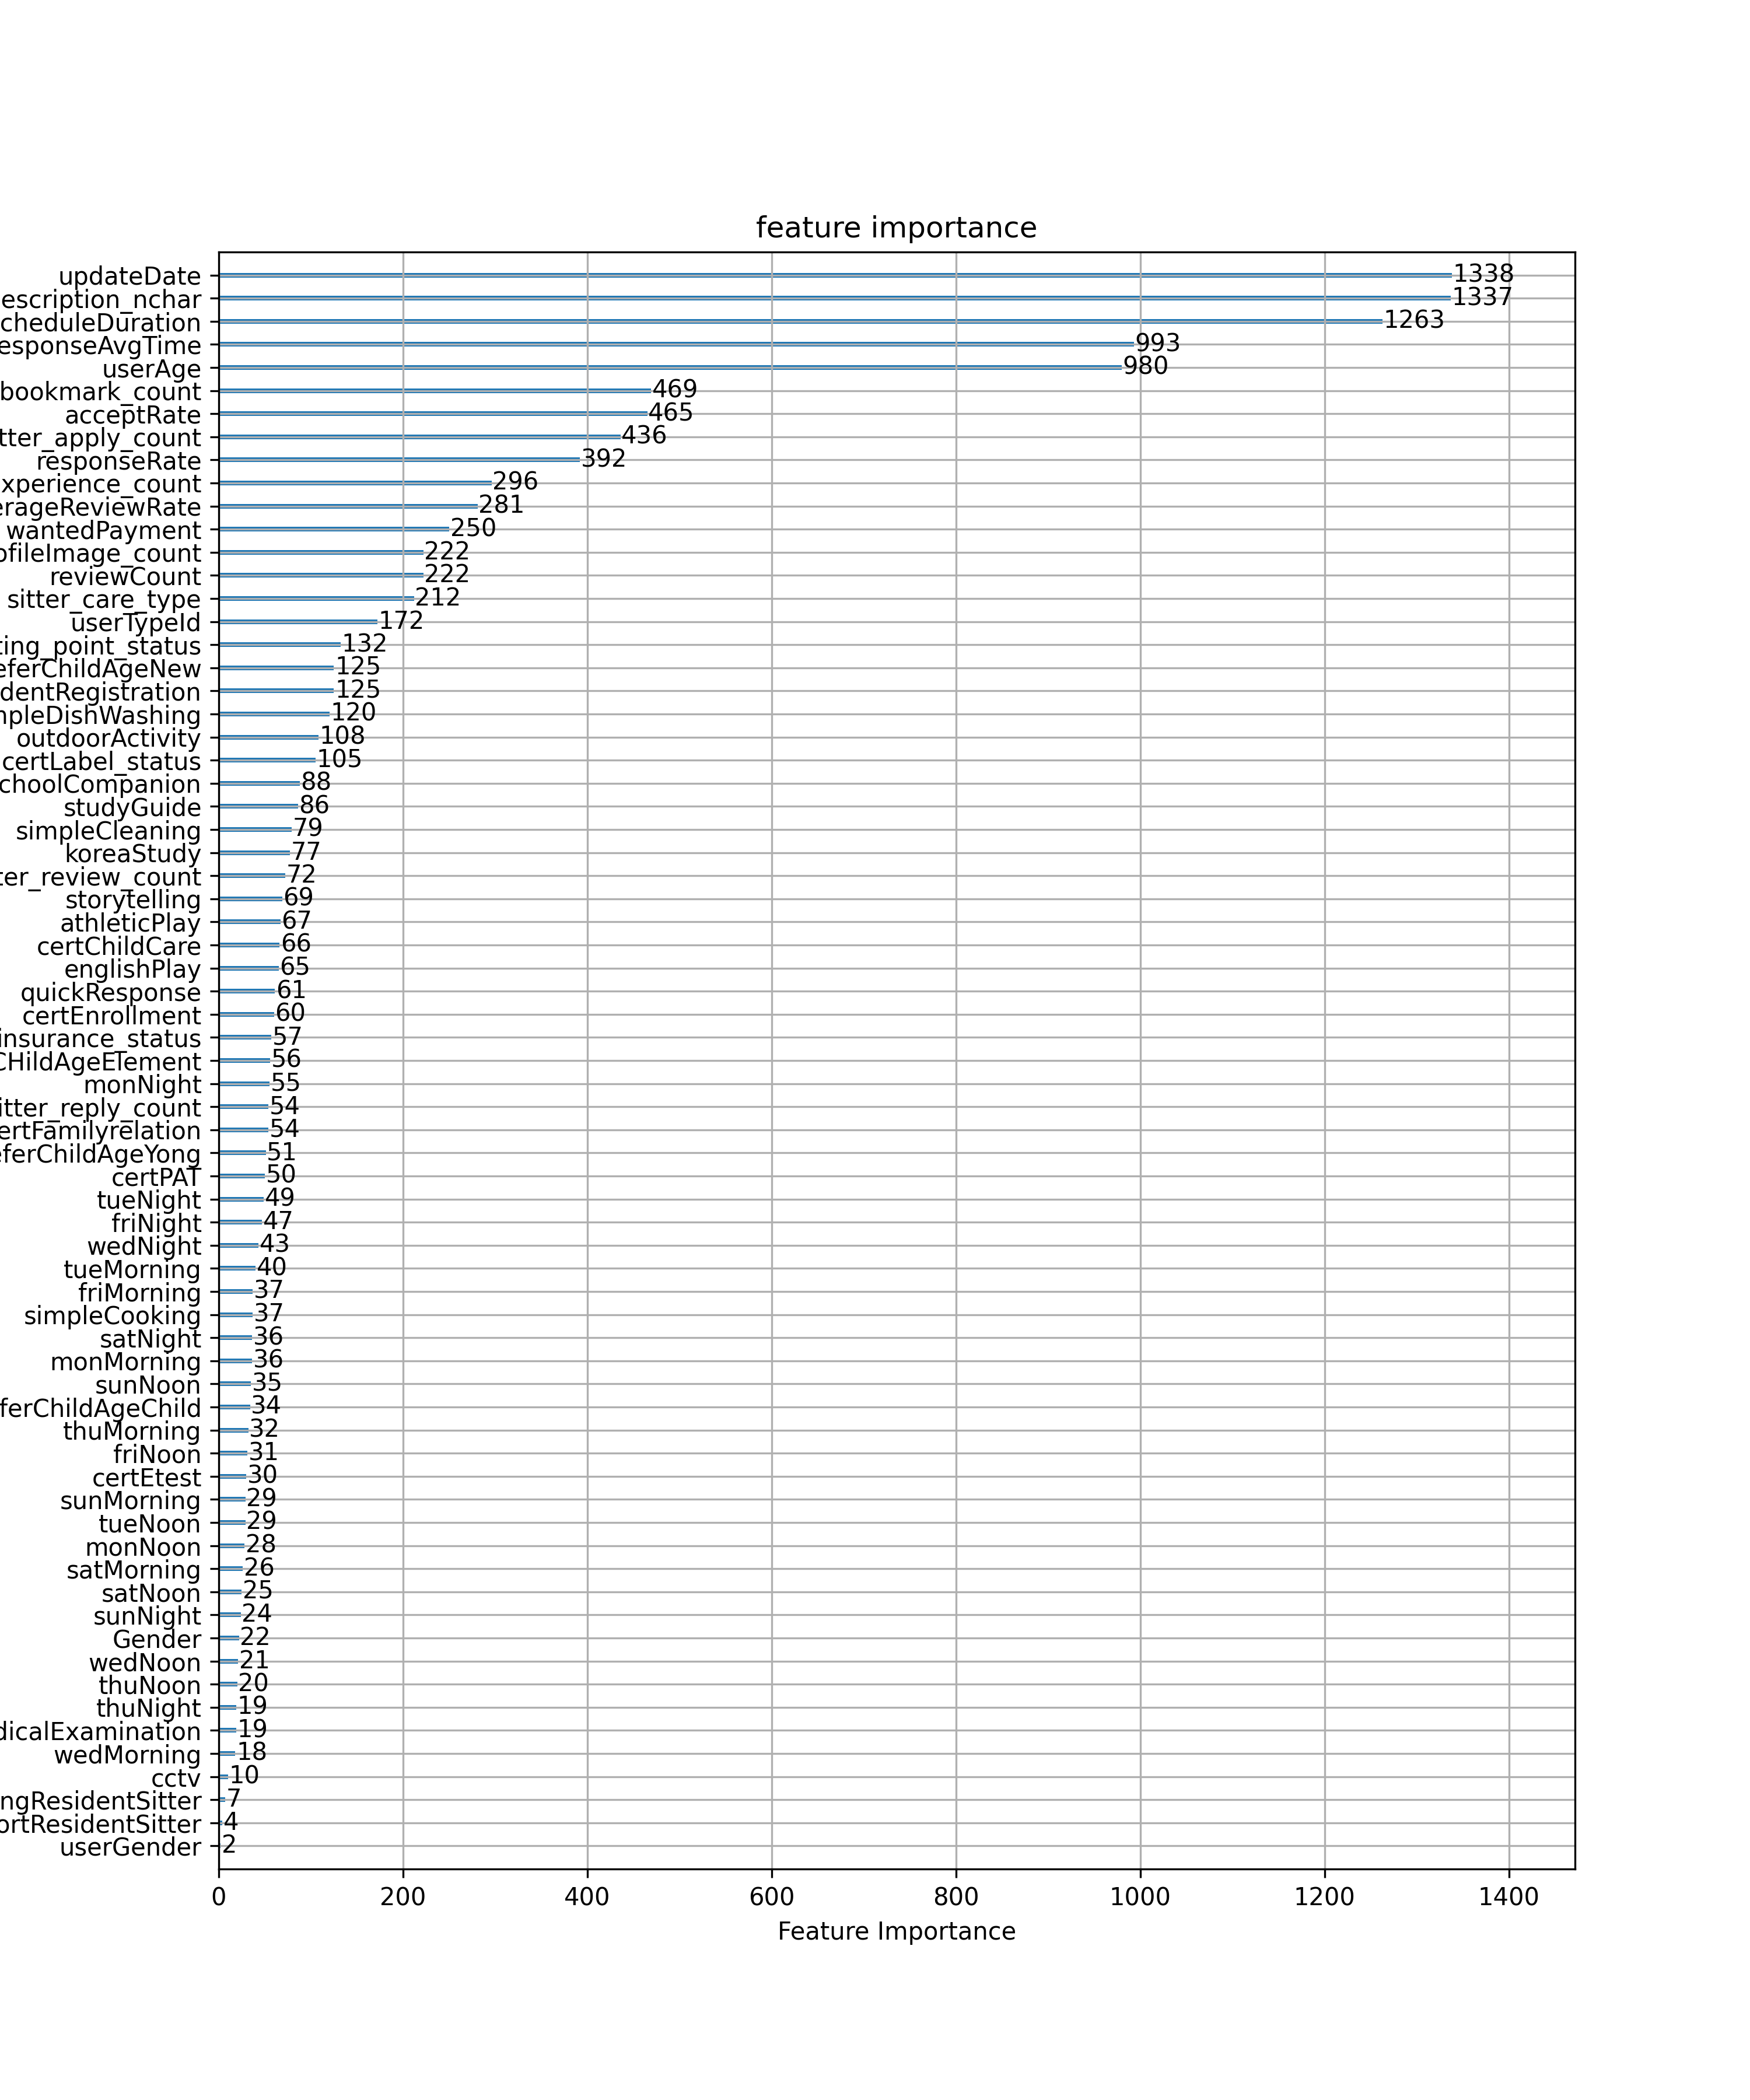 feature importance
updateDate 1338
escription_nchar 1337
cheduleDuration 1263
esponseAvgTime 993
userAge 980
bookmark_count 469
acceptRate 465
tter_apply_count 436
responseRate 392
xperience_count 296
erageReviewRate 281
wantedPayment 250
ofileImage_count 222
reviewCount 222
sitter_care_type 212
userTypeId 172
ting_point_status 132
eferChildAgeNew 125
dentRegistration 125
mpleDishWashing 120
outdoorActivity 108
certLabel_status 105
choolCompanion 88
studyGuide 86
simpleCleaning 79
koreaStudy 77
ter_review_count 72
storytelling 69
athleticPlay 67
certChildCare 66
englishPlay 65
quickResponse 61
certEnrollment 60
insurance_status 57
CHildAgeElement 56
monNight 55
itter_reply_count 54
ertFamilyrelation 54
eferChildAgeYong 51
certPAT 50
tueNight 49
friNight 47
wedNight 43
tueMorning 40
friMorning 37
simpleCooking 37
satNight 36
monMorning 36
sunNoon 35
ferChildAgeChild 34
thuMorning 32
friNoon 31
certEtest 30
sunMorning 29
tueNoon 29
monNoon 28
satMorning 26
satNoon 25
sunNight 24
Gender 22
wedNoon 21
thuNoon 20
thuNight 19
dicalExamination 19
wedMorning 18
cctv 10
ngResidentSitter 7
ortResidentSitter 4
userGender 2
0 200 400 600 800 1000 1200 1400
Feature Importance